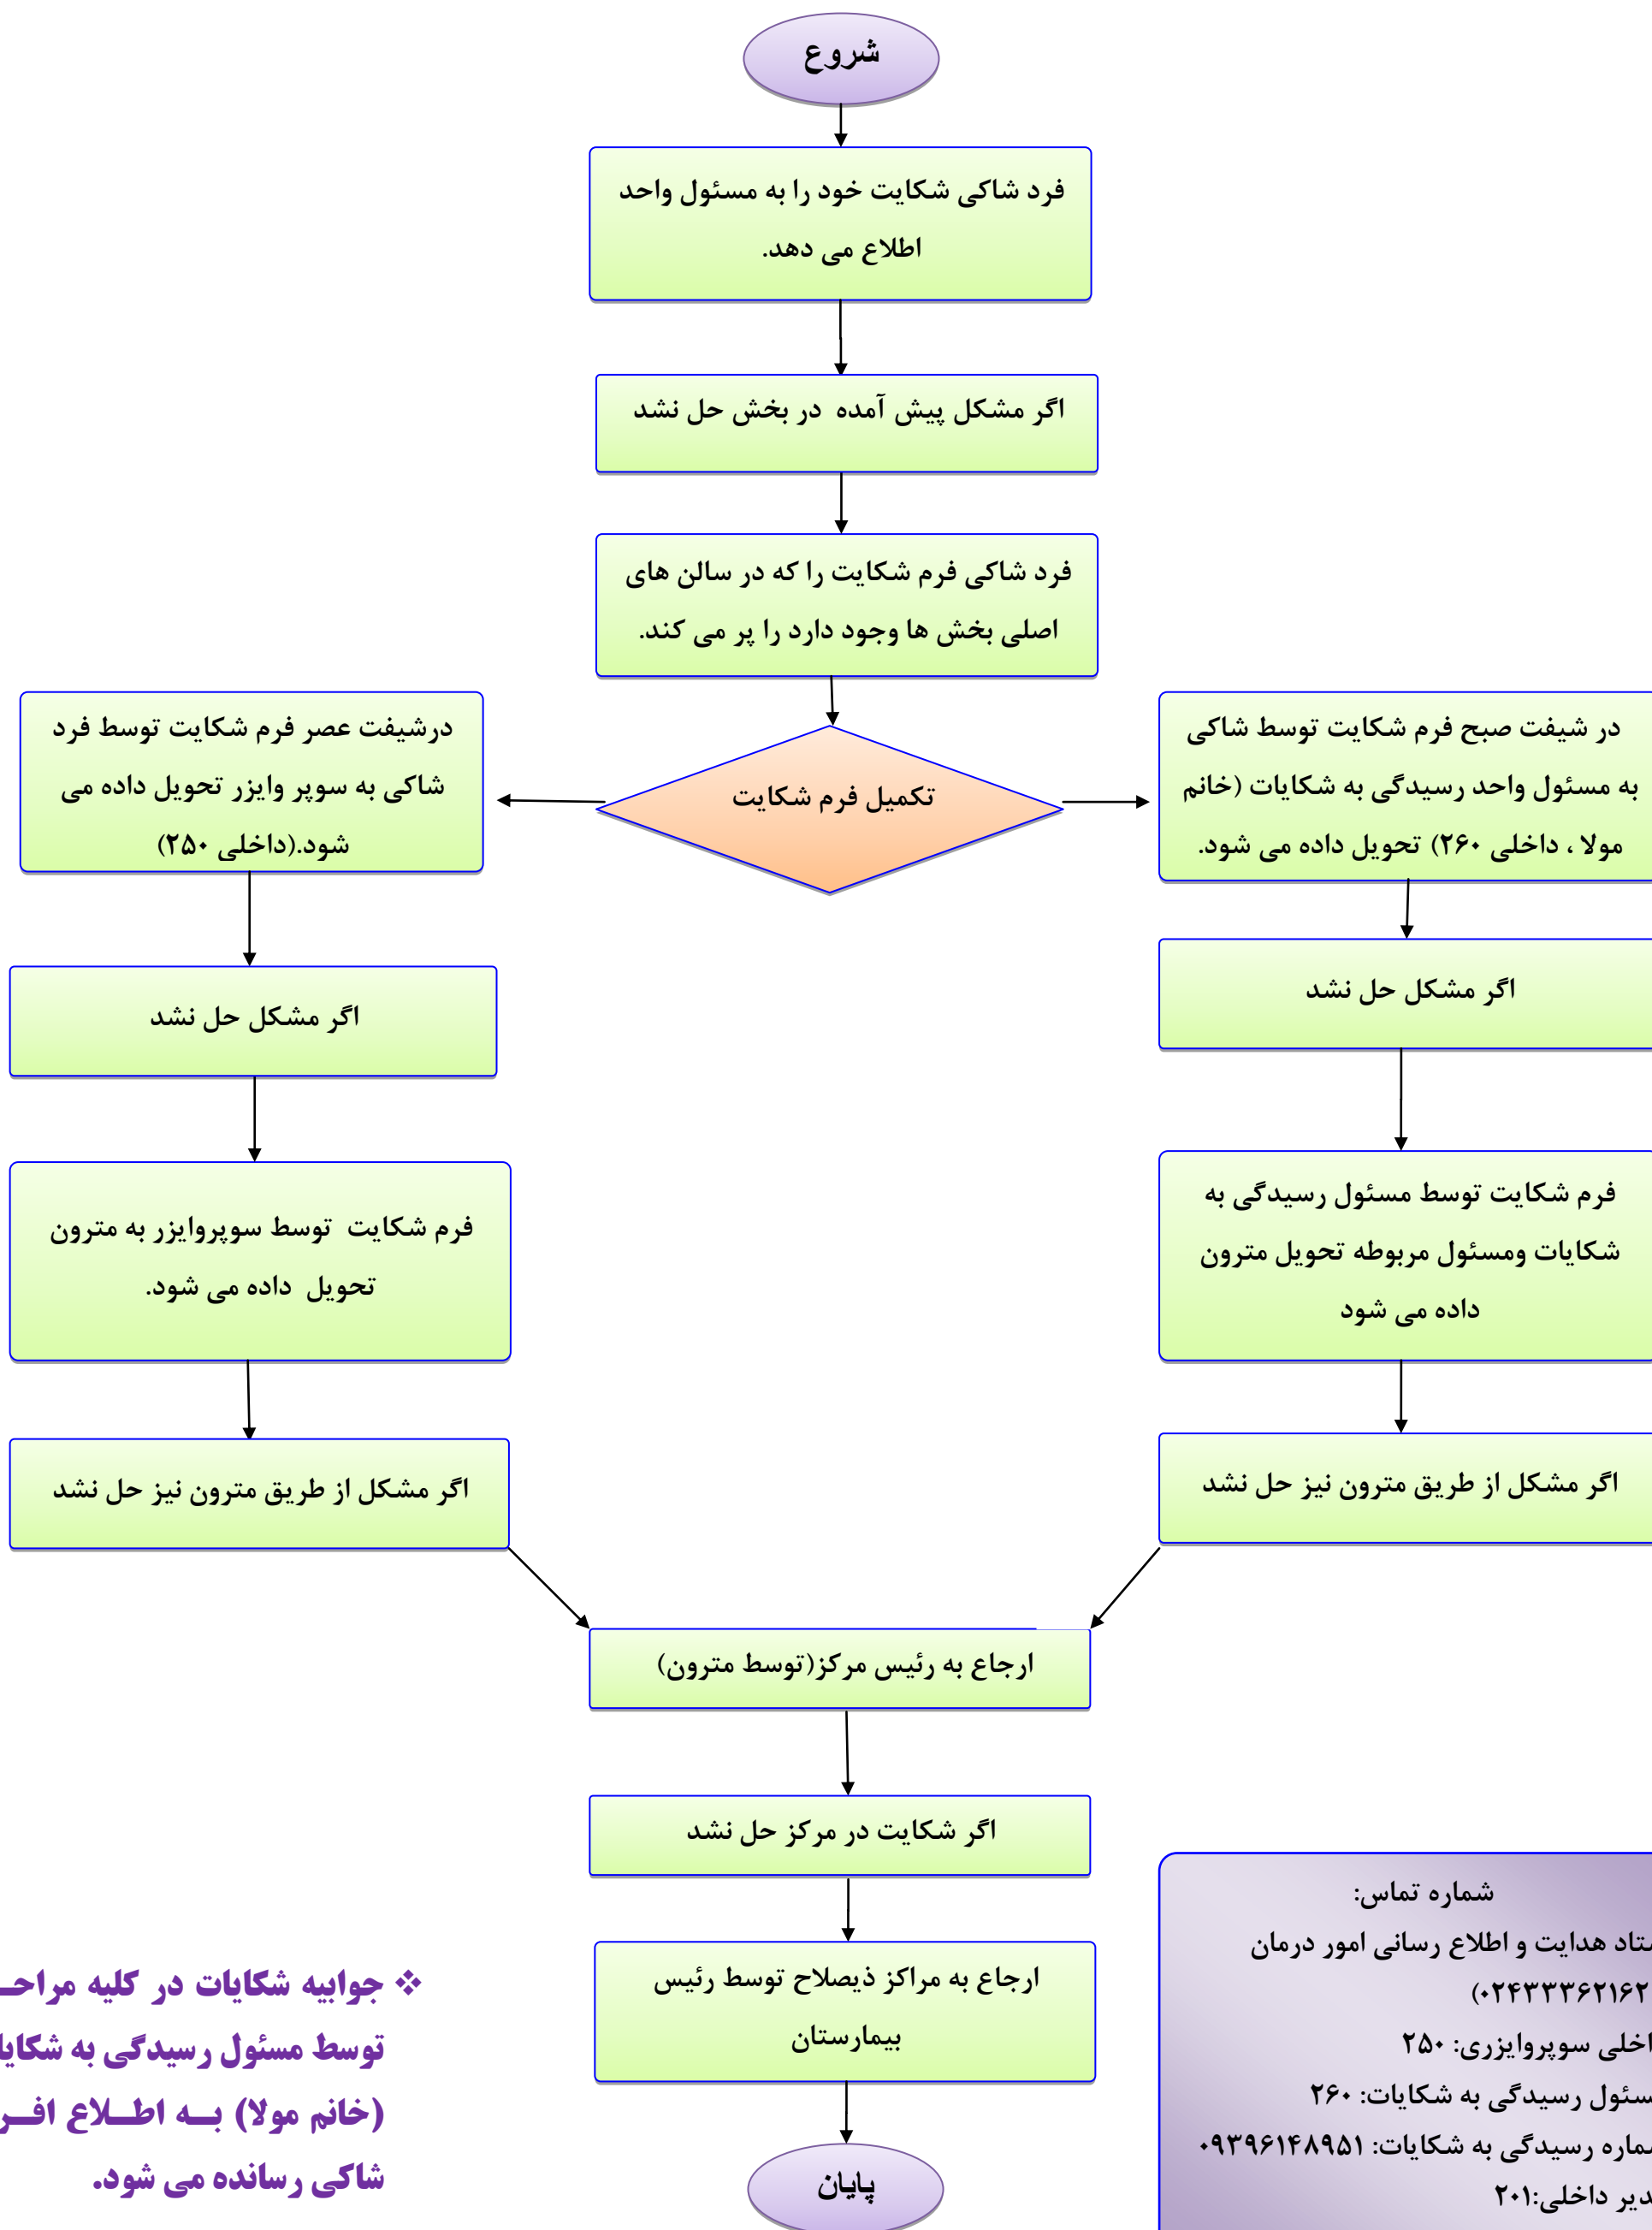 شروع
فرد شاکی شکایت خود را به مسئول واحد
اطلاع می دهد.
اگر مشکل پیش آمده در بخش حل نشد
فرد شاکی فرم شکایت را که در سالن های
اصلی بخش ها وجود دارد را پر می کند.
تکمیل فرم شکایت
در شیفت صبح فرم شکایت توسط شاکی
به مسئول واحد رسیدگی به شکایات (خانم
مولا ، داخلی ۲۶۰) تحویل داده می شود.
اگر مشکل حل نشد
فرم شکایت توسط مسئول رسیدگی به
شکایات ومسئول مربوطه تحویل مترون
داده می شود
اگر مشکل از طریق مترون نیز حل نشد
درشیفت عصر فرم شکایت توسط فرد
شاکی به سوپر وایزر تحویل داده می
شود.(داخلی ۲۵۰)
اگر مشکل حل نشد
فرم شکایت توسط سوپروایزر به مترون
تحویل داده می شود.
اگر مشکل از طریق مترون نیز حل نشد
ارجاع به رئیس مرکز(توسط مترون)
اگر شکایت در مرکز حل نشد
ارجاع به مراکز ذیصلاح توسط رئیس
بیمارستان
پایان
شماره تماس:
هدایت و اطلاع رسانی امور درمان
۰۲۴۳۳۳۶۲۱۶۲)
سوپروایزری: ۲۵۰
رسیدگی به شکایات: ۲۶۰
رسیدگی به شکایات: ۰۹۳۹۶۱۴۸۹۵۱
داخلی:۲۰۱
❖ جوابیه شکایات در کلیه
توسط مسئول رسیدگی به
(خانم مولا) به اطلاع
شاکی رسانده می شود.